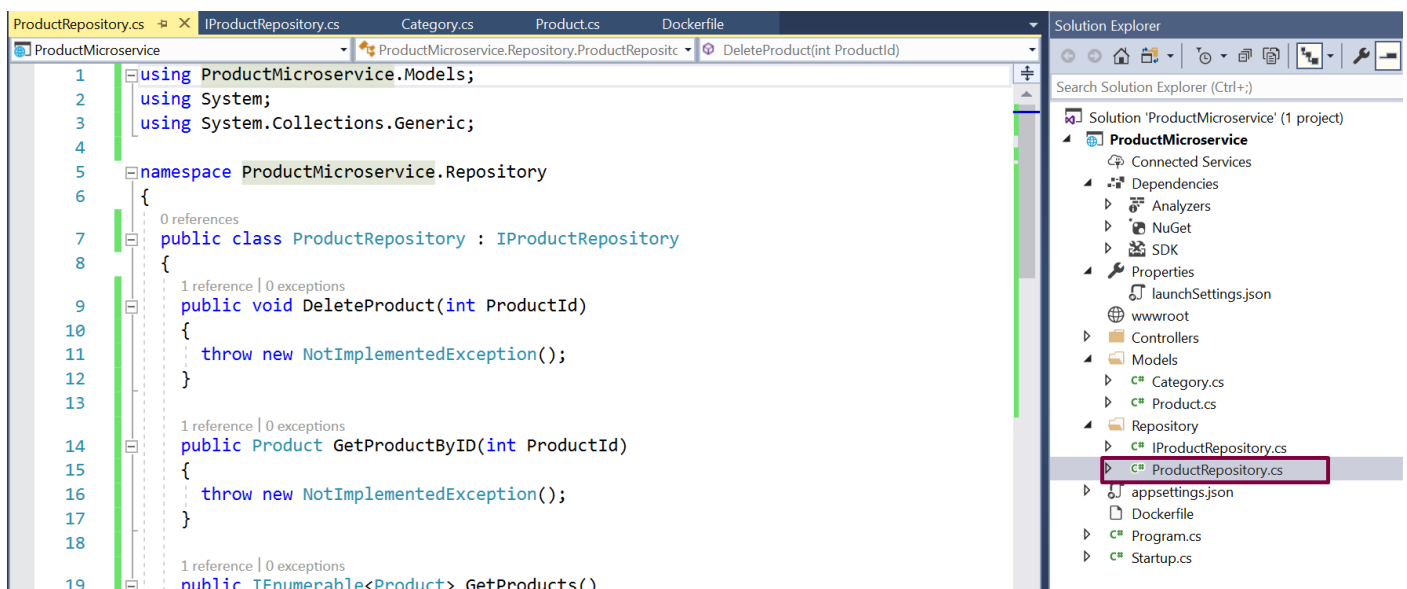 ProductRepository.cs
IProductRepository.cs
Category.cs
Product.cs
Dockerfile
ProductMicroservice
ProductMicroservice.Repository.ProductRepositc
DeleteProduct(int ProductId)
1 using ProductMicroservice.Models;
2 using System;
3 using System.Collections.Generic;
4
5 namespace ProductMicroservice.Repository
6 {
0 references
7 public class ProductRepository : IProductRepository
8 {
1 reference | 0 exceptions
9 public void DeleteProduct(int ProductId)
10 {
11 throw new NotImplementedException();
12 }
13
1 reference | 0 exceptions
14 public Product GetProductByID(int ProductId)
15 {
16 throw new NotImplementedException();
17 }
18
1 reference | 0 exceptions
19 public IEnumerable<Product> GetProducts()
Solution Explorer
Search Solution Explorer (Ctrl+;)
Solution 'ProductMicroservice' (1 project)
ProductMicroservice
Connected Services
Dependencies
Analyzers
NuGet
SDK
Properties
launchSettings.json
wwwroot
Controllers
Models
C# Category.cs
C# Product.cs
Repository
C# IProductRepository.cs
C# ProductRepository.cs
appsettings.json
Dockerfile
C# Program.cs
C# Startup.cs